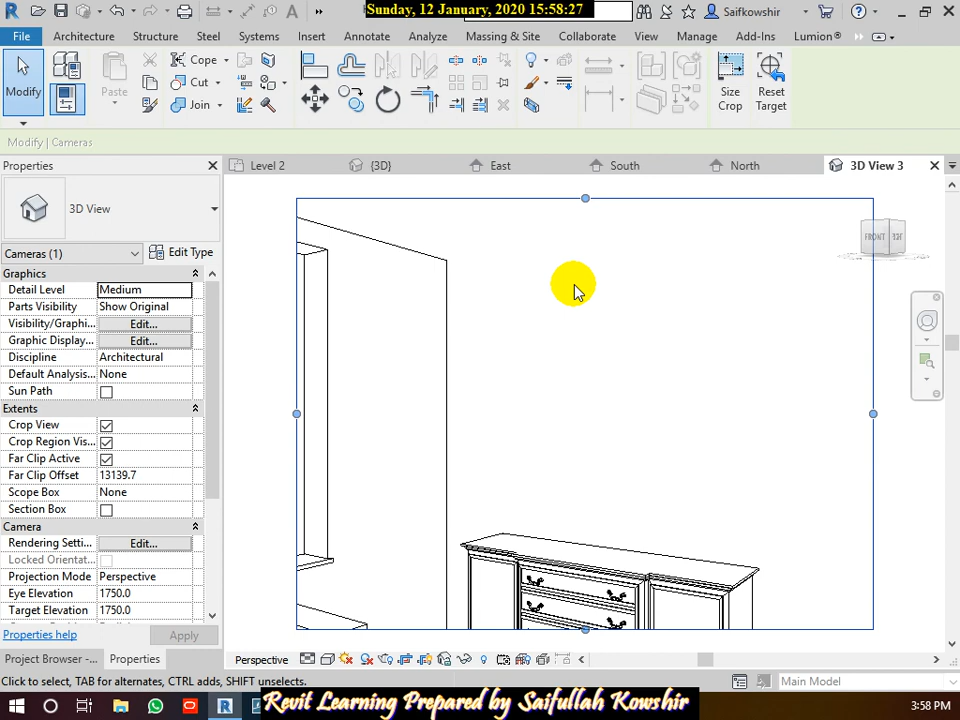 Sunday, 12 January, 2020 15:58:27
Saifkowshir
File Architecture Structure Steel Systems Insert Annotate Analyze Massing & Site Collaborate View Manage Add-Ins Lumion®
Modify
Paste
Cope
Cut
Join
Size Crop
Reset Target
Modify | Cameras
Properties
Level 2
{3D}
East
South
North
3D View 3
3D View
Cameras (1)
Edit Type
Graphics
Detail Level Medium
Parts Visibility Show Original
Visibility/Graphi... Edit...
Graphic Display... Edit...
Discipline Architectural
Default Analysis... None
Sun Path
Extents
Crop View
Crop Region Vis...
Far Clip Active
Far Clip Offset 13139.7
Scope Box None
Section Box
Camera
Rendering Setti... Edit...
Locked Orientat...
Projection Mode Perspective
Eye Elevation 1750.0
Target Elevation 1750.0
Properties help
Apply
FRONT
Project Browser -...
Properties
Perspective
Click to select, TAB for alternates, CTRL adds, SHIFT unselects.
Main Model
Revit Learning Prepared by Saifullah Kowshir
3:58 PM